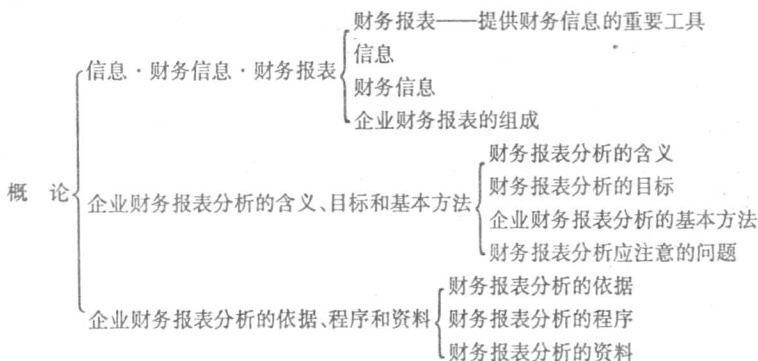 概 论
信息·财务信息·财务报表
财务报表——提供财务信息的重要工具
信息
财务信息
企业财务报表的组成
企业财务报表分析的含义、目标和基本方法
财务报表分析的含义
财务报表分析的目标
企业财务报表分析的基本方法
财务报表分析应注意的问题
企业财务报表分析的依据、程序和资料
财务报表分析的依据
财务报表分析的程序
财务报表分析的资料